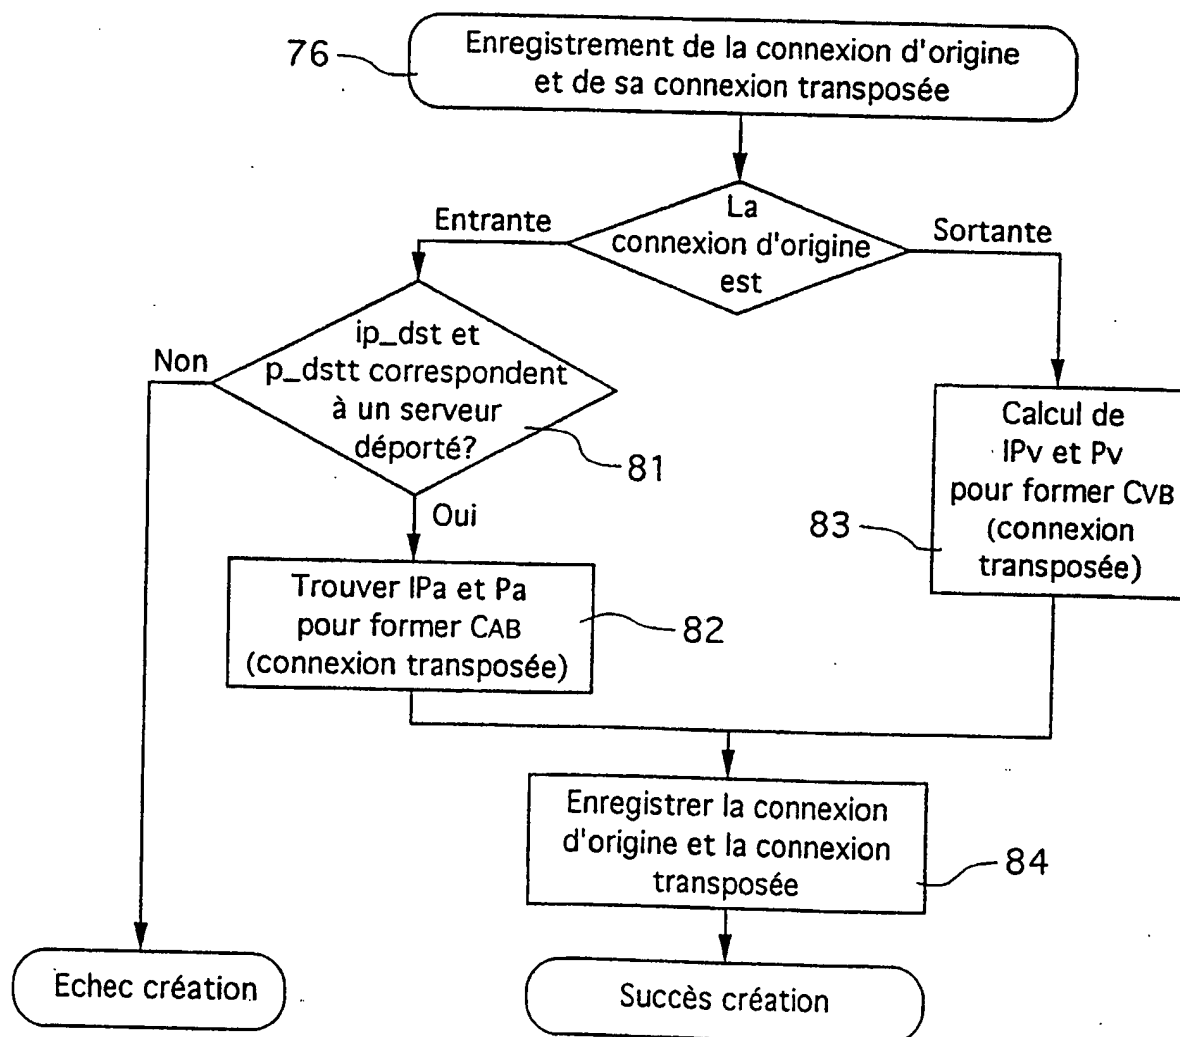 Enregistrement de la connexion d'origine
et de sa connexion transposée
76
La
connexion d'origine
est
Entrante
Sortante
ip_dst et
p_dstt correspondent
à un serveur
déporté?
Non
81
Oui
Calcul de
IPv et Pv
pour former CVB
(connexion
transposée)
83
Trouver IPa et Pa
pour former CAB
(connexion transposée)
82
Enregistrer la connexion
d'origine et la connexion
transposée
84
Echec création
Succès création